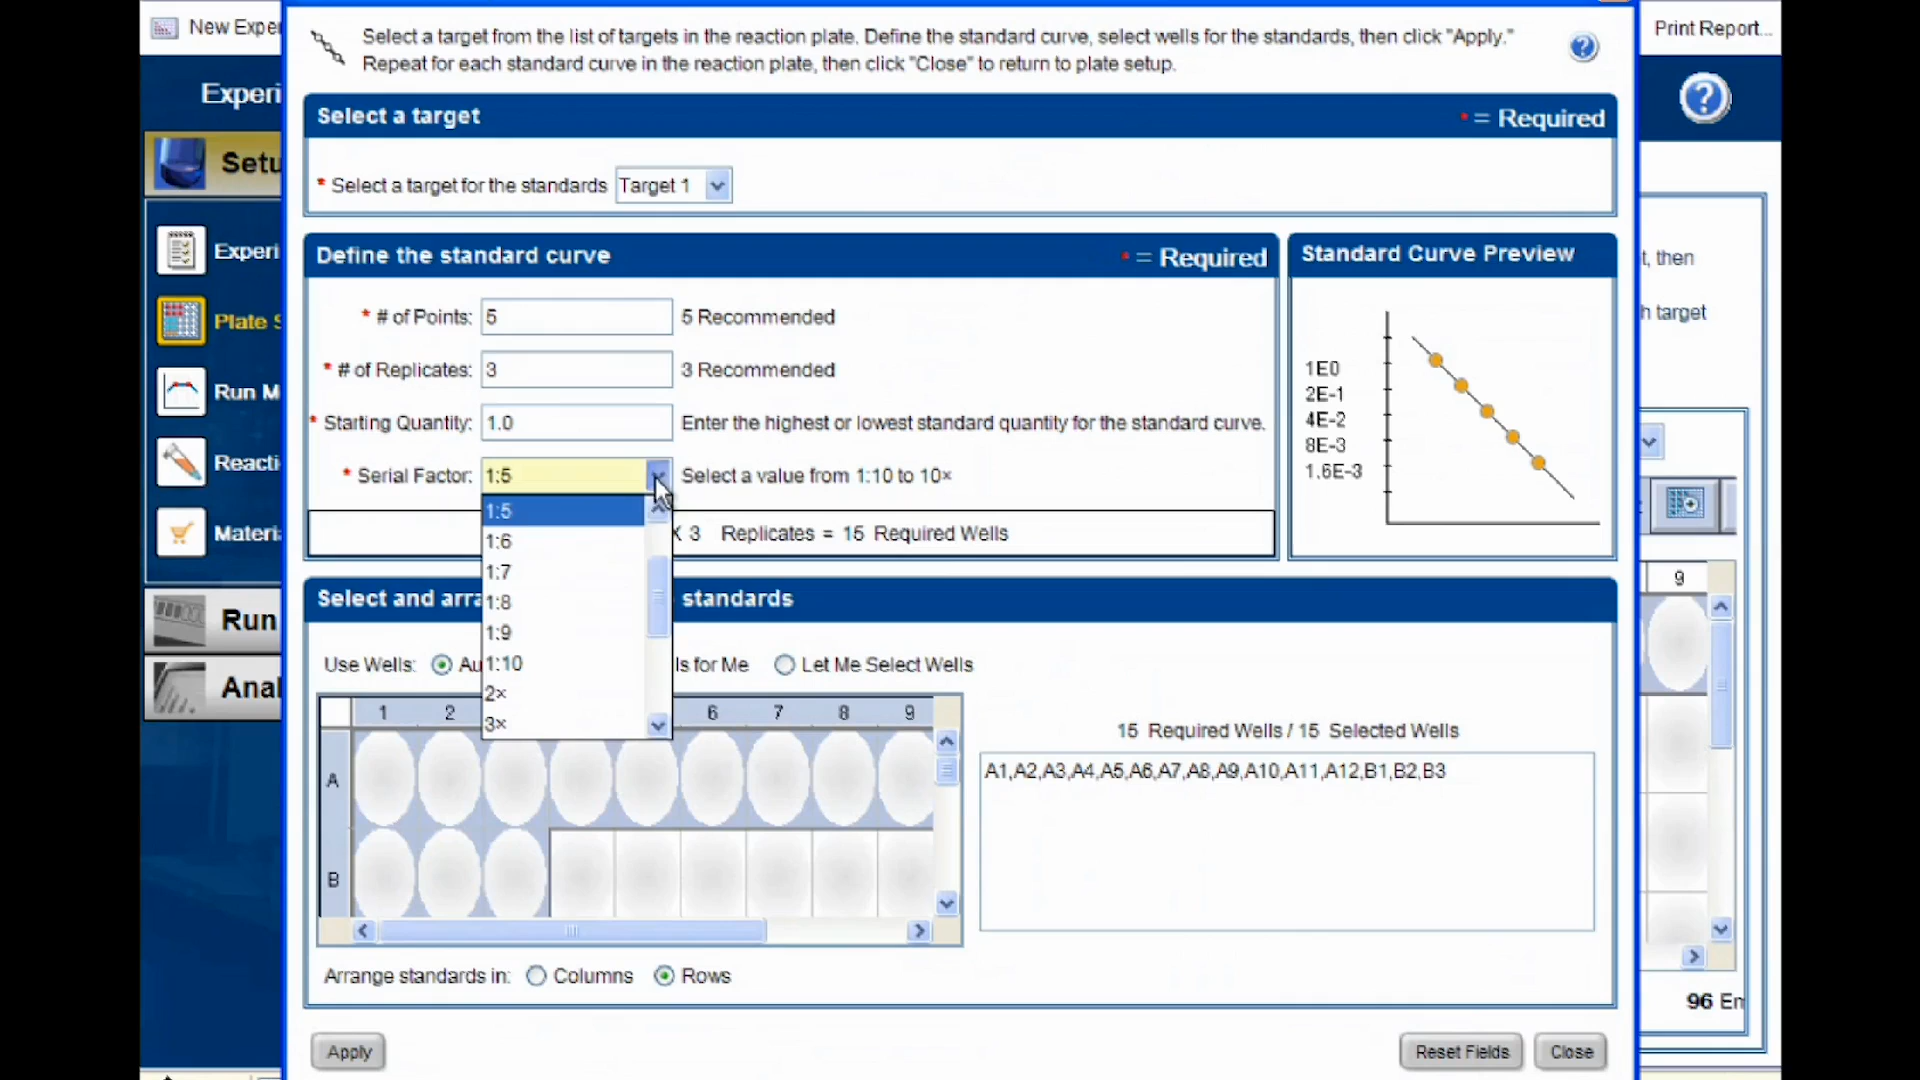 New Exper
Print Report...
Select a target from the list of targets in the reaction plate. Define the standard curve, select wells for the standards, then click "Apply."
Repeat for each standard curve in the reaction plate, then click "Close" to return to plate setup.
Experi
Select a target
* = Required
Setu
* Select a target for the standards Target 1
Experi
Define the standard curve
* = Required
Standard Curve Preview
t, then
Plate S
* # of Points: 5 5 Recommended
h target
* # of Replicates: 3 3 Recommended
1E0
2E-1
4E-2
8E-3
1.6E-3
Run M
* Starting Quantity: 1.0 Enter the highest or lowest standard quantity for the standard curve.
Reacti
* Serial Factor: 1:5 Select a value from 1:10 to 10×
1:5
1:6
1:7
1:8
1:9
1:10
2×
3×
Materi
X 3 Replicates = 15 Required Wells
9
Select and arra standards
Run
Use Wells: Au ls for Me Let Me Select Wells
Anal
1 2 6 7 8 9
15 Required Wells / 15 Selected Wells
A
A1,A2,A3,A4,A5,A6,A7,A8,A9,A10,A11,A12,B1,B2,B3
B
Arrange standards in: Columns Rows
96 Em
Apply
Reset Fields
Close